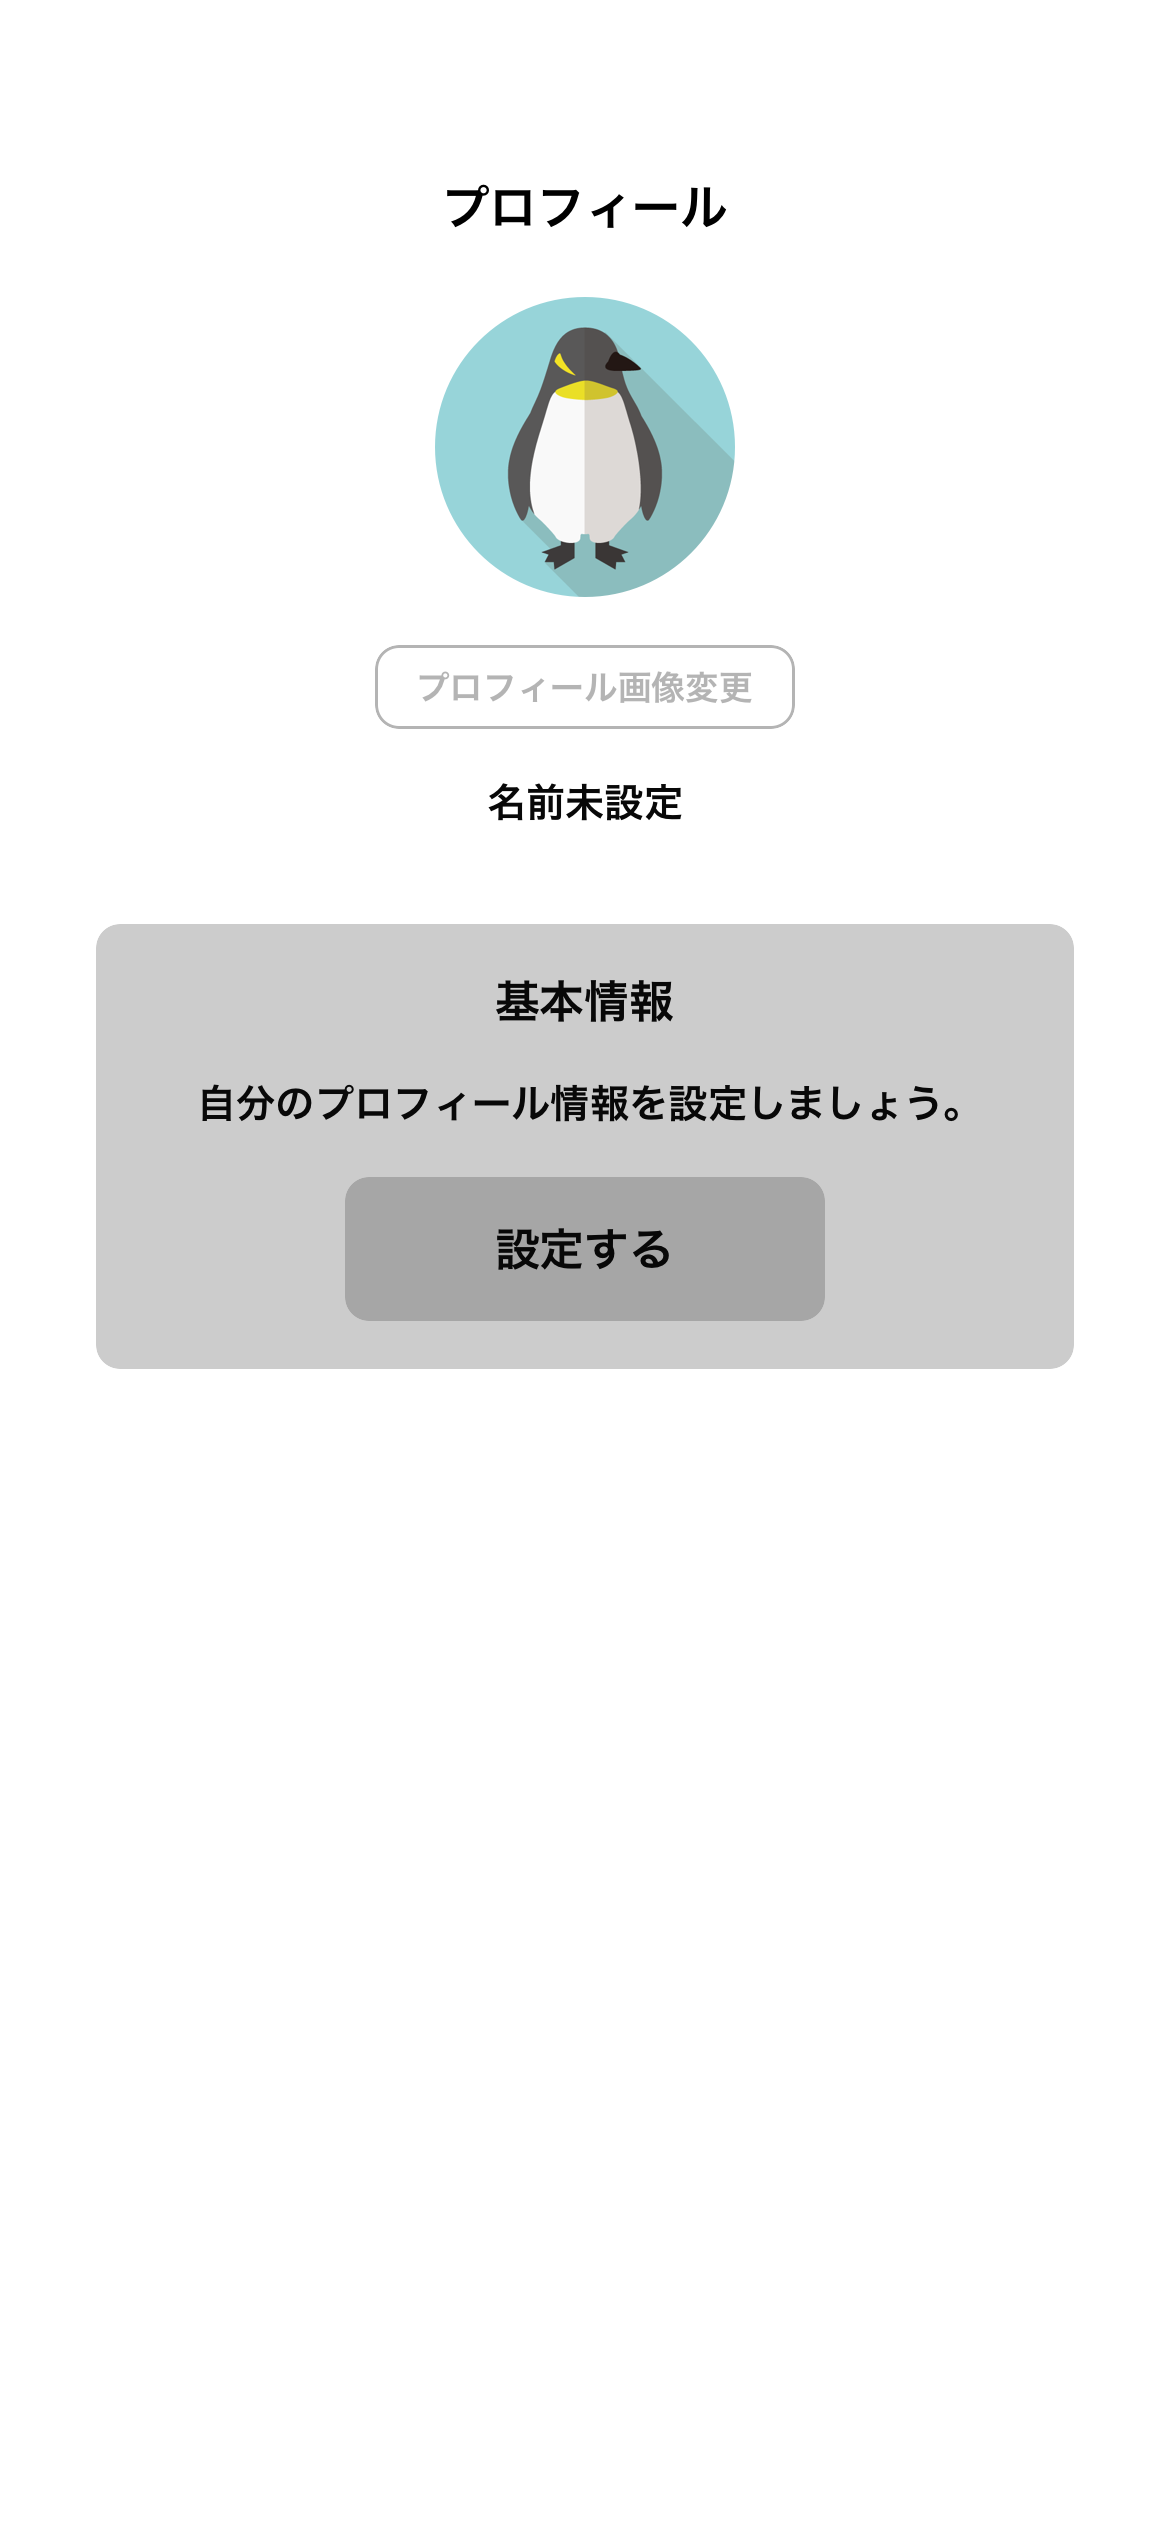 プロフィール
プロフィール画像変更
名前未設定
基本情報
自分のプロフィール情報を設定しましょう。
設定する